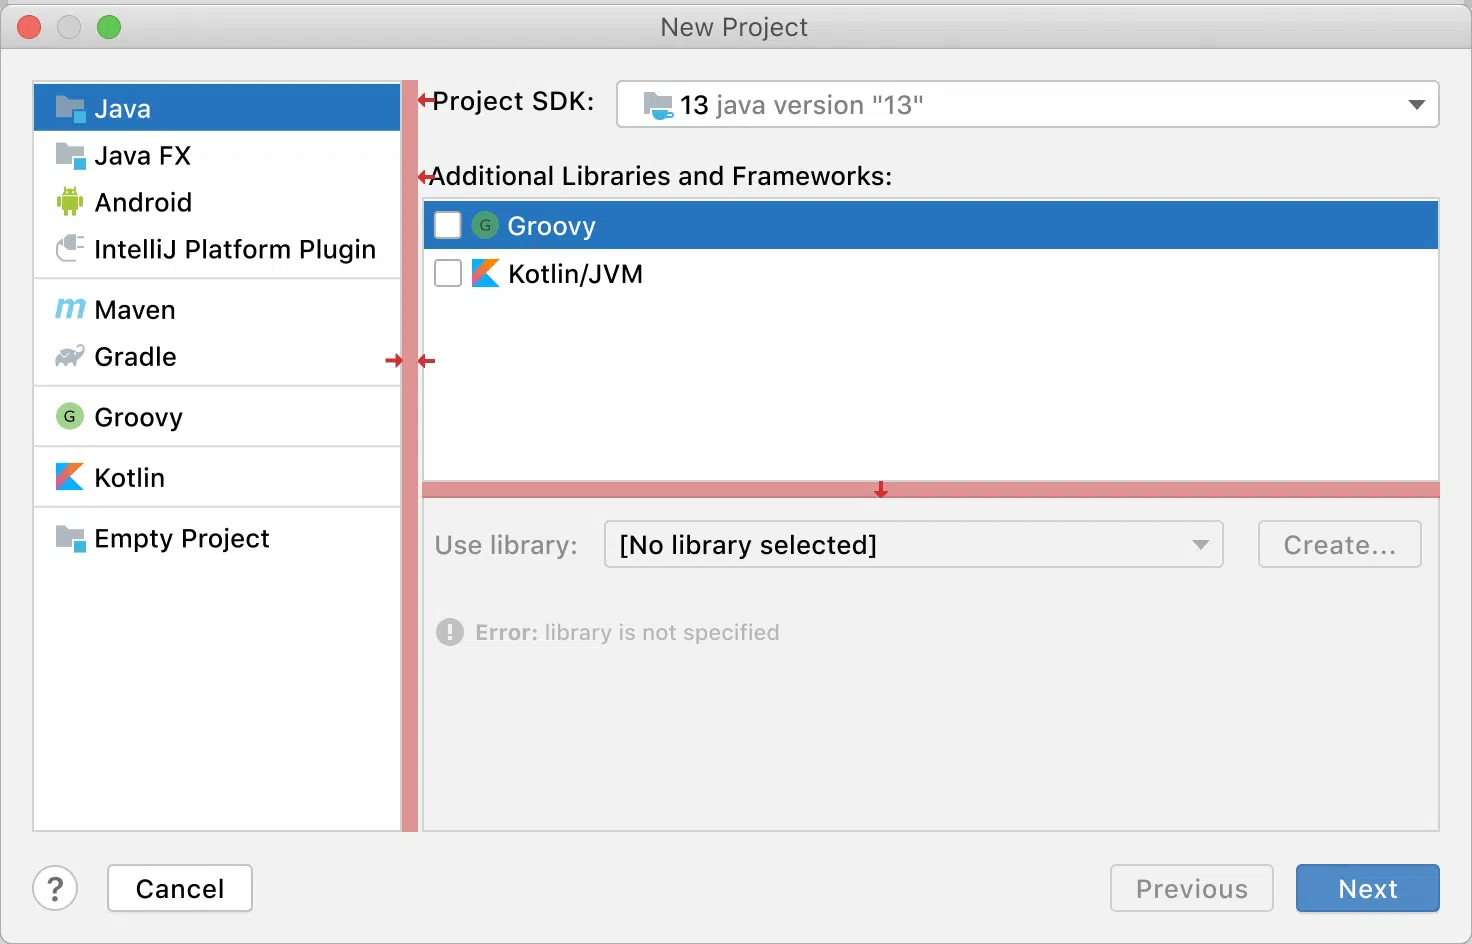 New Project
Java
Java FX
Android
IntelliJ Platform Plugin
m Maven
Gradle
G Groovy
Kotlin
Empty Project
Project SDK: 13 java version "13"
Additional Libraries and Frameworks:
G Groovy
Kotlin/JVM
Use library: [No library selected] Create...
! Error: library is not specified
? Cancel Previous Next